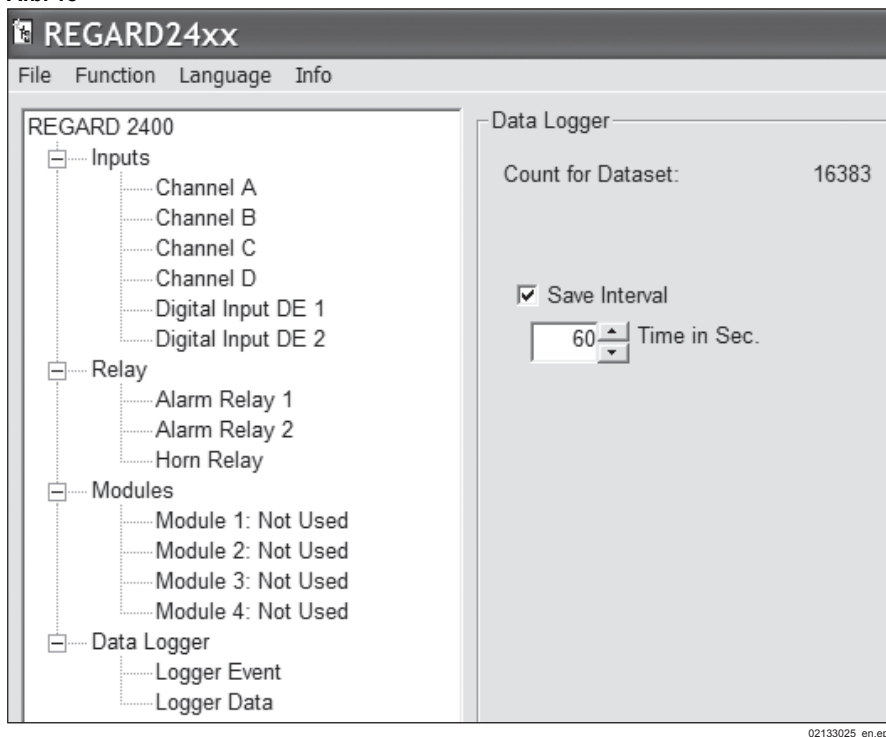 REGARD24xx
File Function Language Info
REGARD 2400
Inputs
Channel A
Channel B
Channel C
Channel D
Digital Input DE 1
Digital Input DE 2
Relay
Alarm Relay 1
Alarm Relay 2
Horn Relay
Modules
Module 1: Not Used
Module 2: Not Used
Module 3: Not Used
Module 4: Not Used
Data Logger
Logger Event
Logger Data
Data Logger
Count for Dataset: 16383
Save Interval
60 Time in Sec.